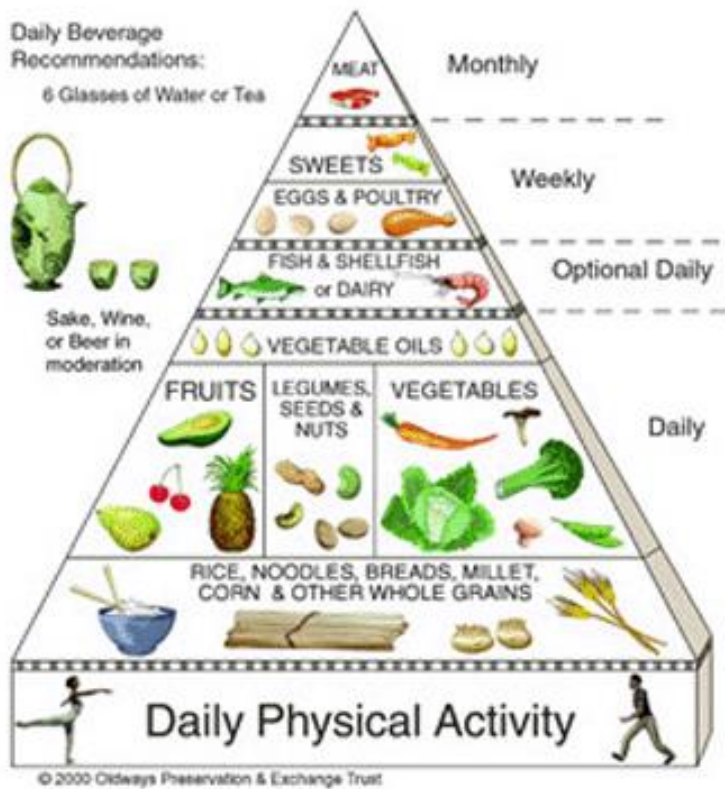 Daily Beverage
Recommendations:
6 Glasses of Water or Tea
MEAT
Monthly
SWEETS
Weekly
EGGS & POULTRY
FISH & SHELLFISH
or DAIRY
Optional Daily
Sake, Wine,
or Beer in
moderation
VEGETABLE OILS
FRUITS
LEGUMES,
SEEDS &
NUTS
VEGETABLES
Daily
RICE, NOODLES, BREADS, MILLET,
CORN & OTHER WHOLE GRAINS
Daily Physical Activity
© 2000 Oldways Preservation & Exchange Trust